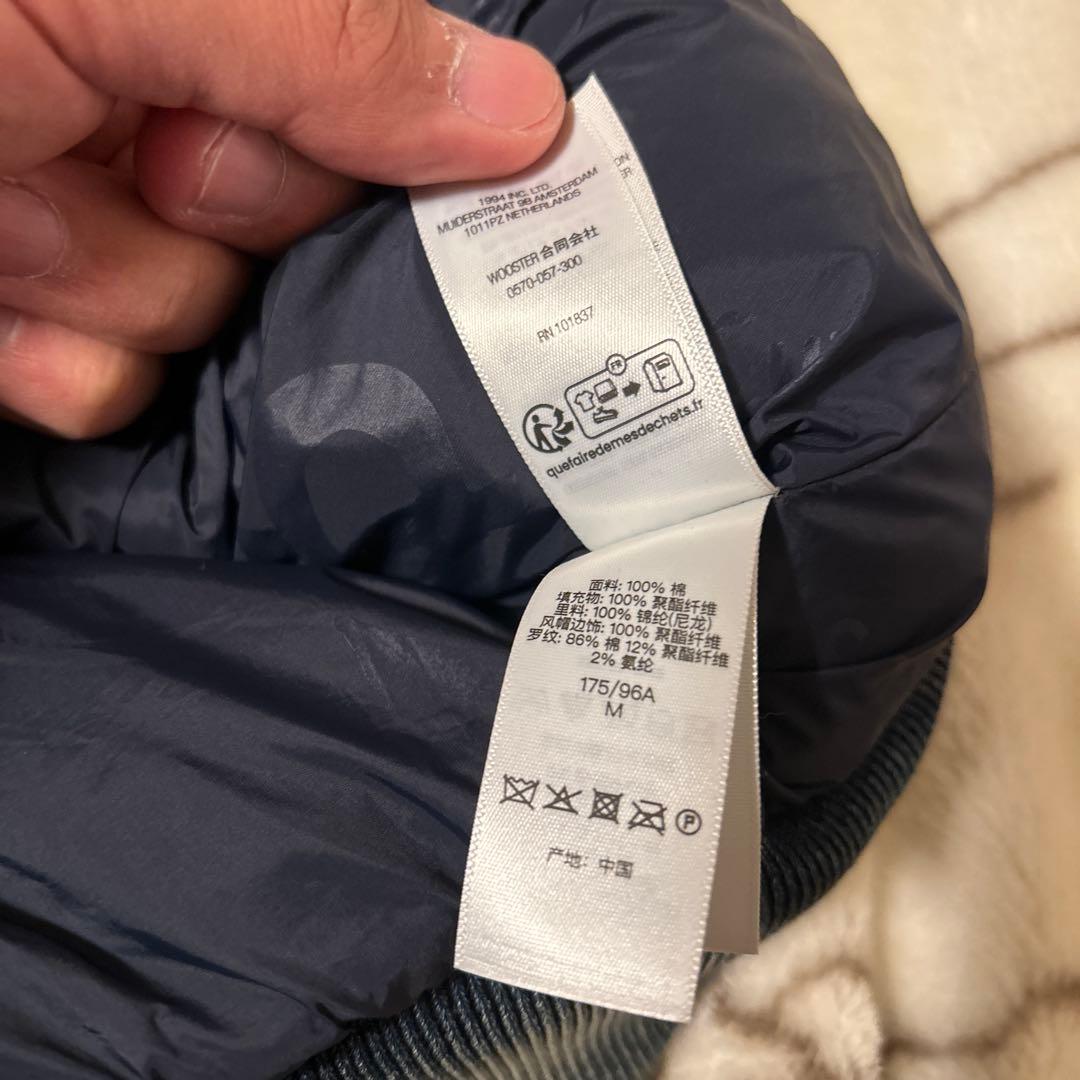 1994 INC. LTD.
MUIDERSTRAAT 9B AMSTERDAM
1011PZ NETHERLANDS
WOOSTER 合同会社
0570-057-300
RN 101837
FR
quefairedemesdechets.fr
ON
ER
面料: 100% 棉
填充物: 100% 聚酯纤维
里料: 100% 锦纶(尼龙)
风帽边饰: 100% 聚酯纤维
罗纹: 86% 棉 12% 聚酯纤维
2% 氨纶
175/96A
M
P
产地: 中国